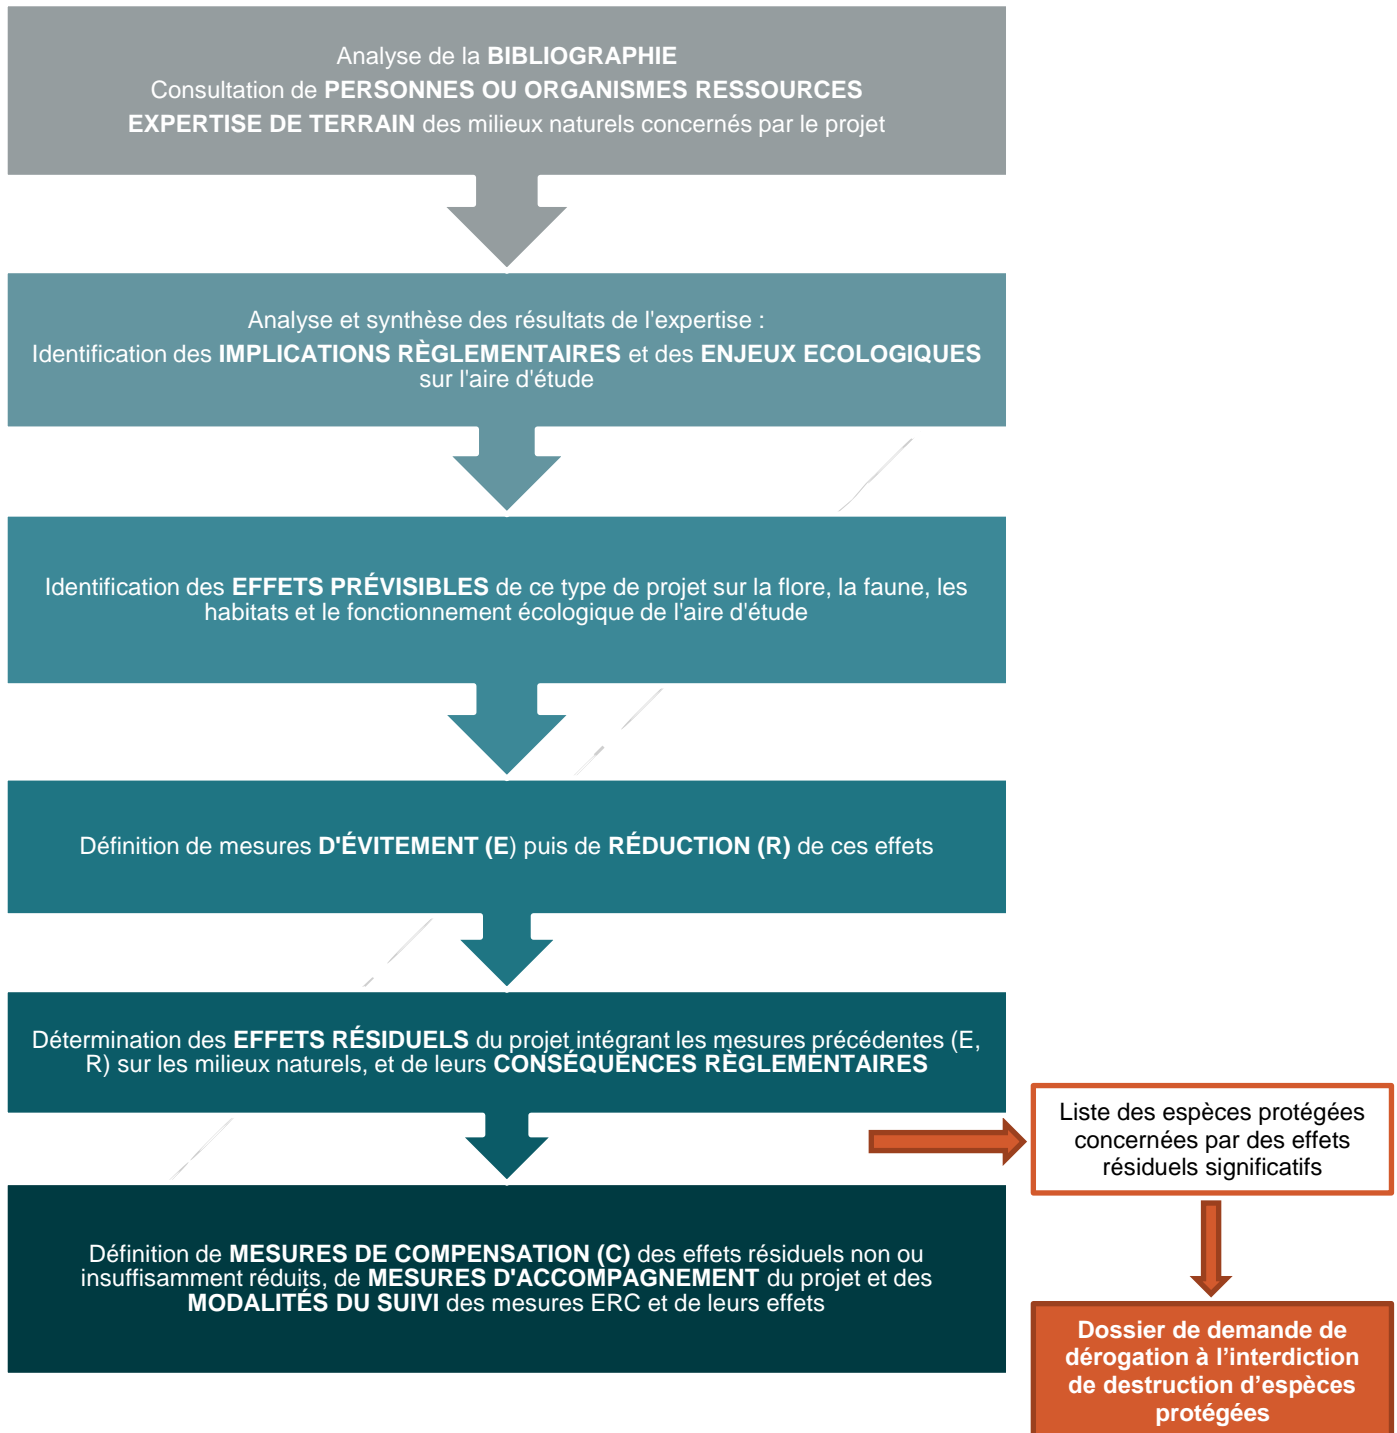 Analyse de la BIBLIOGRAPHIE
Consultation de PERSONNES OU ORGANISMES RESSOURCES
EXPERTISE DE TERRAIN des milieux naturels concernés par le projet
Analyse et synthèse des résultats de l'expertise :
Identification des IMPLICATIONS RÈGLEMENTAIRES et des ENJEUX ECOLOGIQUES
sur l'aire d'étude
Identification des EFFETS PRÉVISIBLES de ce type de projet sur la flore, la faune, les
habitats et le fonctionnement écologique de l'aire d'étude
Définition de mesures D'ÉVITEMENT (E) puis de RÉDUCTION (R) de ces effets
Détermination des EFFETS RÉSIDUELS du projet intégrant les mesures précédentes (E,
R) sur les milieux naturels, et de leurs CONSÉQUENCES RÈGLEMENTAIRES
Définition de MESURES DE COMPENSATION (C) des effets résiduels non ou
insuffisamment réduits, de MESURES D'ACCOMPAGNEMENT du projet et des
MODALITÉS DU SUIVI des mesures ERC et de leurs effets
Liste des espèces protégées
concernées par des effets
résiduels significatifs
Dossier de demande de
dérogation à l’interdiction
de destruction d’espèces
protégées